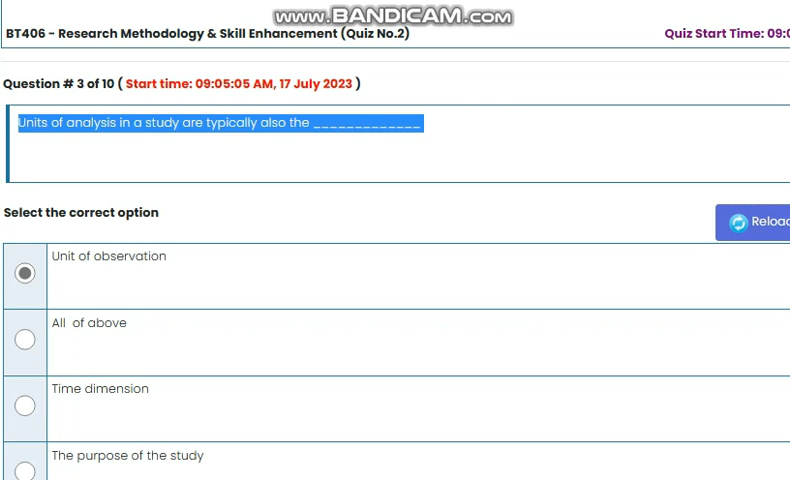 www.BANDICAM.com
BT406 - Research Methodology & Skill Enhancement (Quiz No.2)
Quiz Start Time: 09:0
Question # 3 of 10 ( Start time: 09:05:05 AM, 17 July 2023 )
Units of analysis in a study are typically also the _____________
Select the correct option
Reload
Unit of observation
All of above
Time dimension
The purpose of the study